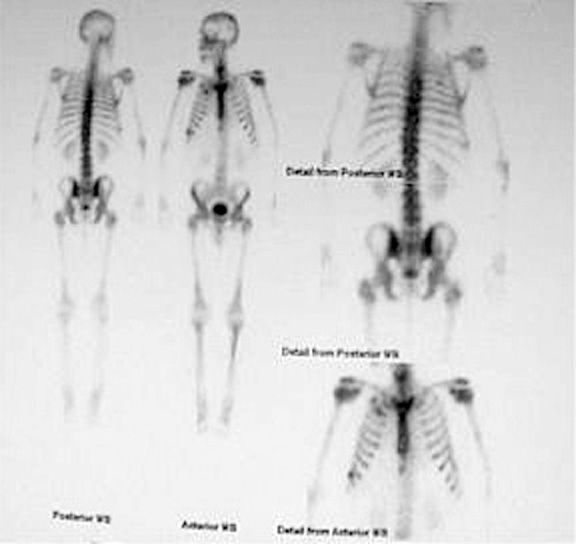 Detail from Posterior WB
Detail from Posterior WB
Posterior WB
Anterior WB
Detail from Anterior WB